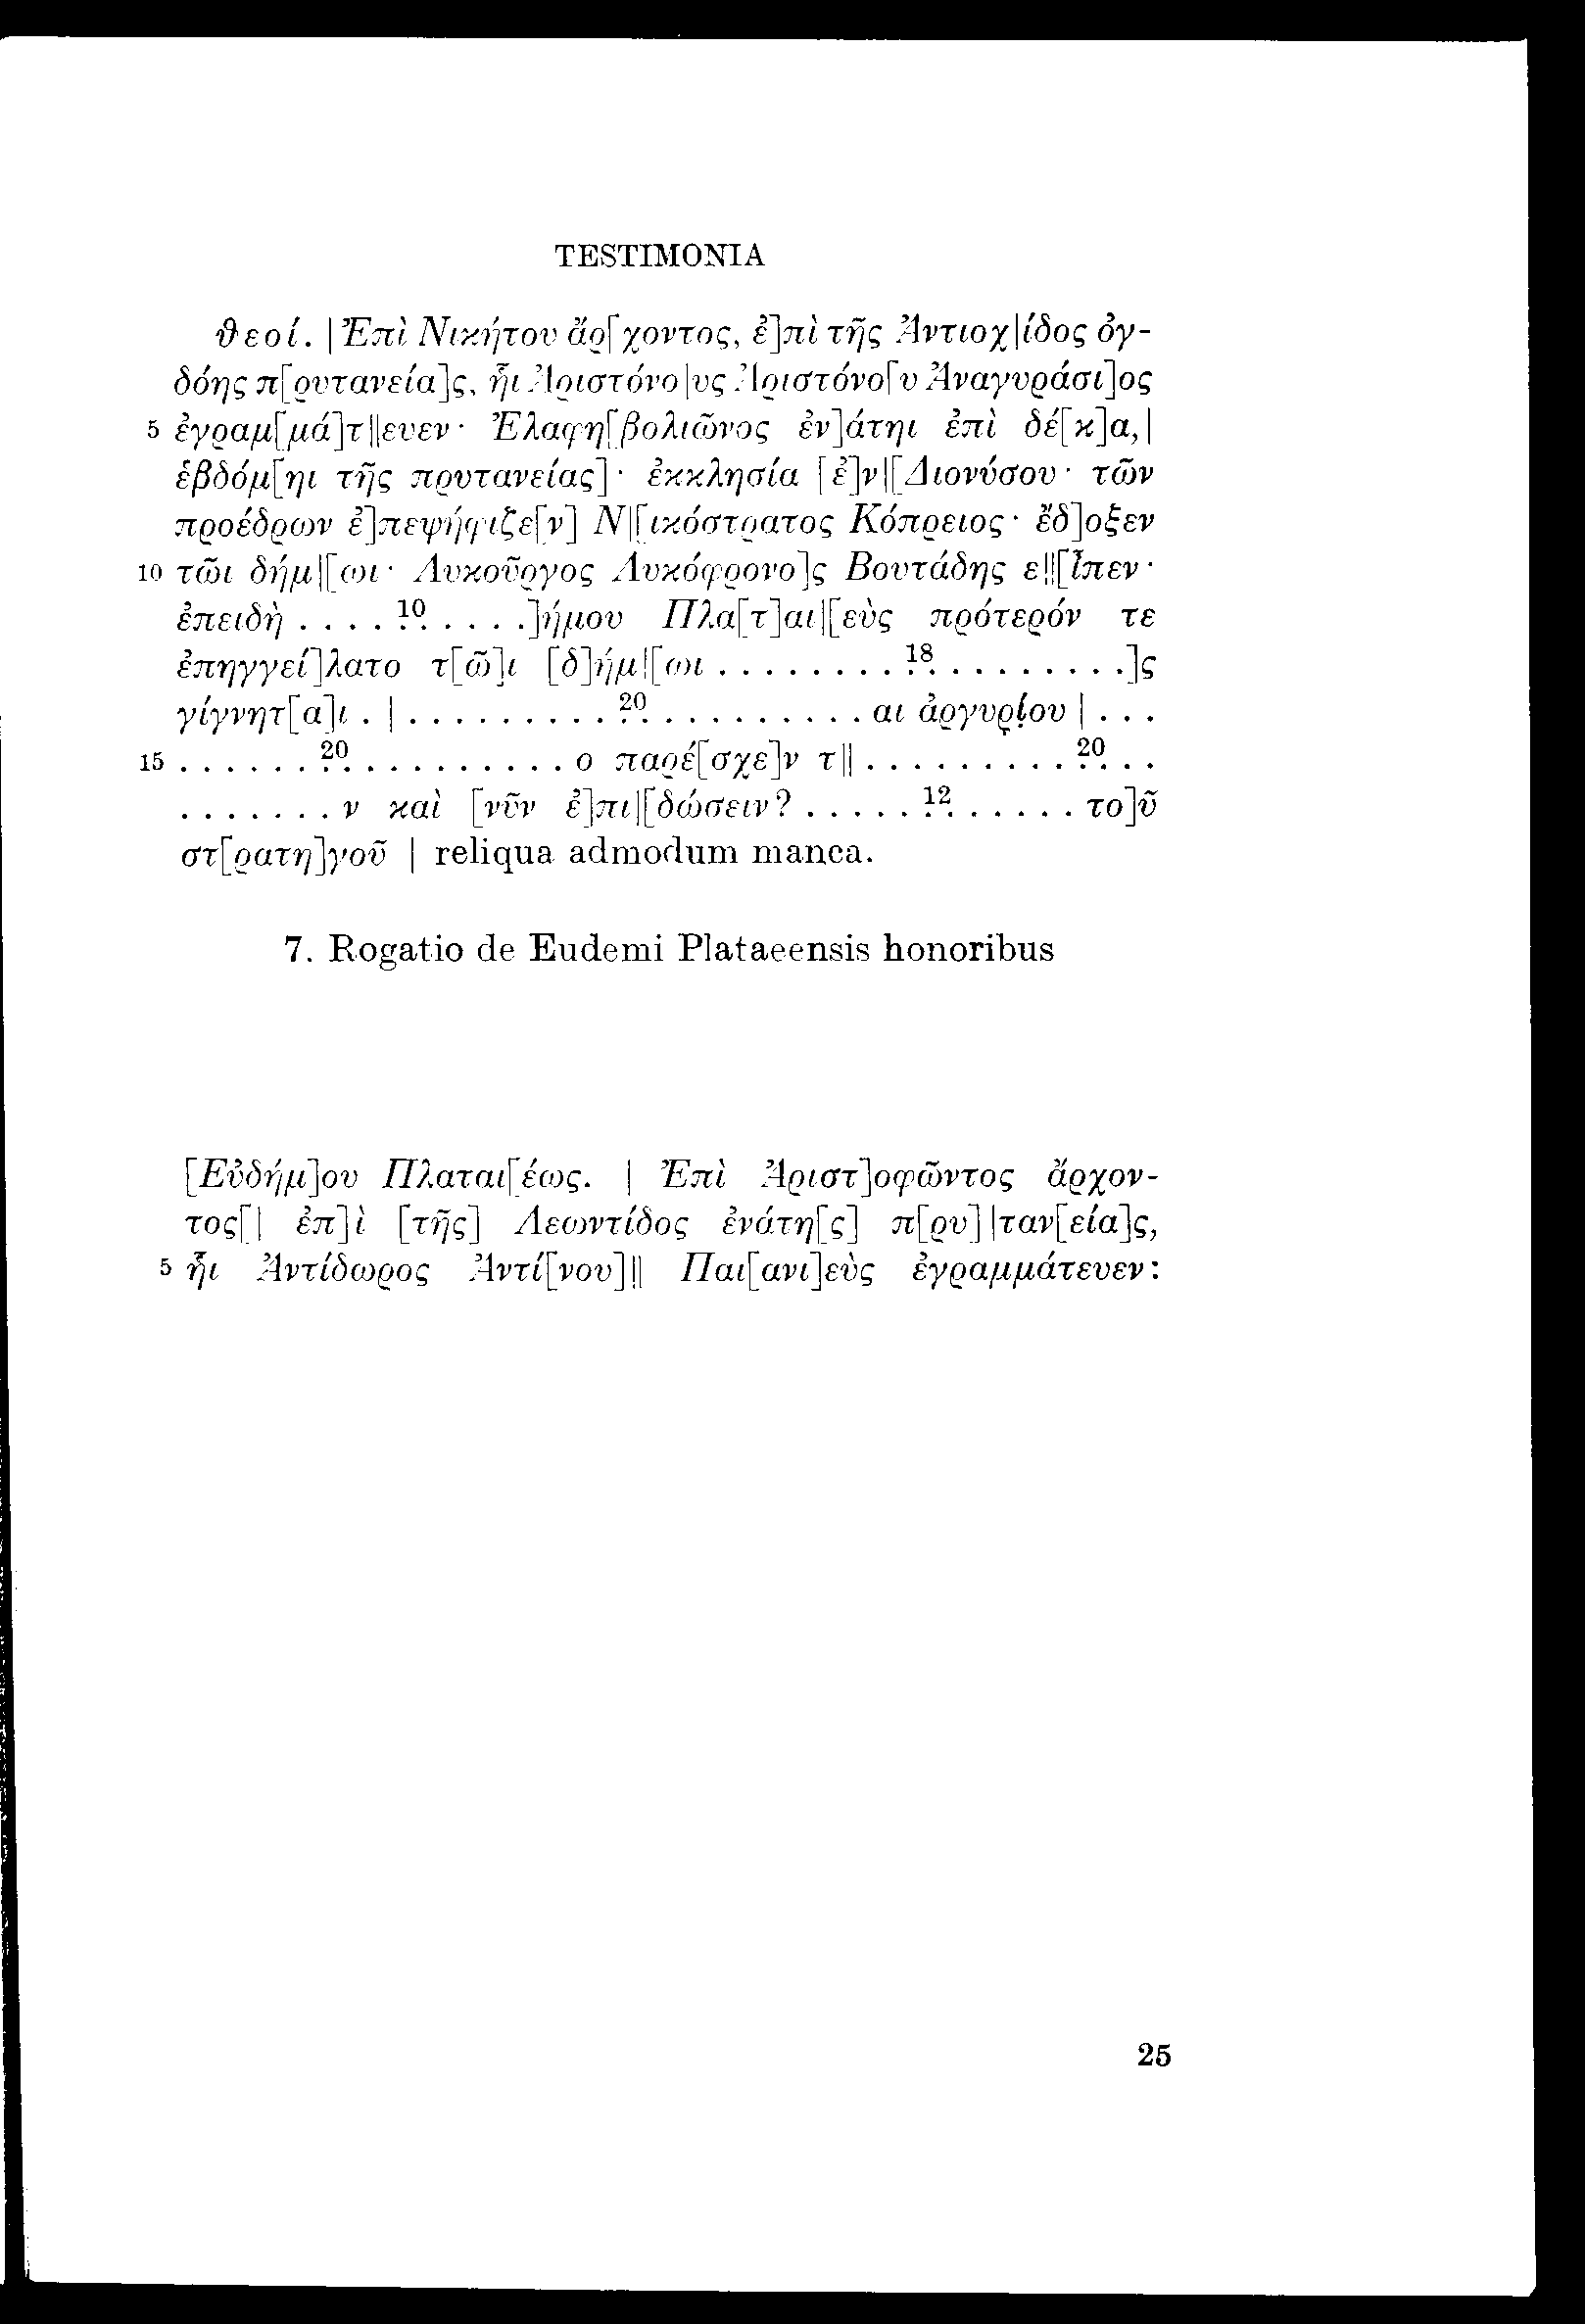 TESTIMONIA
θεοί. | Ἐπὶ Νικήτου ἄρ[χοντος, ἐ]πὶ τῆς Ἀντιοχ|ίδος ὀγ-
δόης π[ρυτανεία]ς, ἧι Ἀριστόνο|υς Ἀριστόνο[υ Ἀναγυράσι]ος
5 ἐγραμ[μά]τ||ευεν· Ἐλαφη[βολιῶνος ἐν]άτηι ἐπὶ δέ[κ]α,|
ἑβδόμ[ηι τῆς πρυτανείας]· ἐκκλησία [ἐ]ν|[Διονύσου· τῶν
προέδρων ἐ]πεψήφιζε[ν] Ν|[ικόστρατος Κόπρειος· ἔδ]οξεν
10 τῶι δήμ|[ωι· Λυκοῦργος Λυκόφρονο]ς Βουτάδης ε||[ἶπεν·
ἐπειδὴ . . . . 10 . . . . .]ήμου Πλα[τ]αι|[εὺς πρότερόν τε
ἐπηγγεί]λατο τ[ῶ]ι [δ]ήμ|[ωι . . . . . . . . 18 . . . . . . . . .]ς
γίγνητ[α]ι . | . . . . . . . . . 20 . . . . . . . . . . αι ἀργυρίου | . . .
15 . . . . . . 20 . . . . . . . . . . ο παρέ[σχε]ν τ|| . . . . . . . . . 20 . .
. . . . . . . ν καὶ [νῦν ἐ]πι|[δώσειν? . . . . . 12 . . . . . . το]ῦ
στ[ρατη]γοῦ | reliqua admodum manca.
7. Rogatio de Eudemi Plataeensis honoribus
[Εὐδήμ]ου Πλαται[έως. | Ἐπὶ Ἀριστ]οφῶντος ἄρχον-
τος[| ἐπ]ὶ [τῆς] Λεωντίδος ἐνάτη[ς] π[ρυ]|ταν[εία]ς,
5 ἧι Ἀντίδωρος Ἀντί[νου]|| Παι[ανι]εὺς ἐγραμμάτευεν:
25